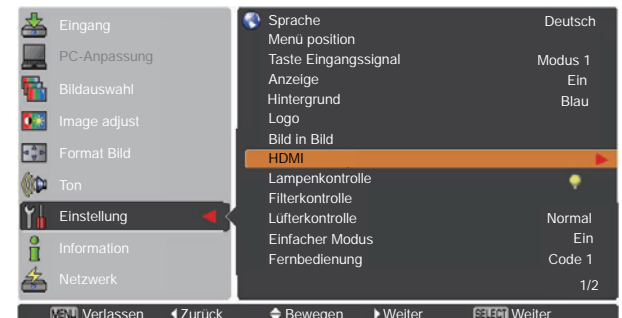 Eingang
PC-Anpassung
Bildauswahl
Image adjust
Format Bild
Ton
Einstellung
Information
Netzwerk
Sprache Deutsch
Menü position
Taste Eingangssignal Modus 1
Anzeige Ein
Hintergrund Blau
Logo
Bild in Bild
HDMI
Lampenkontrolle
Filterkontrolle
Lüfterkontrolle Normal
Einfacher Modus Ein
Fernbedienung Code 1
1/2
MENU Verlassen Zurück Bewegen Weiter SELECT Weiter